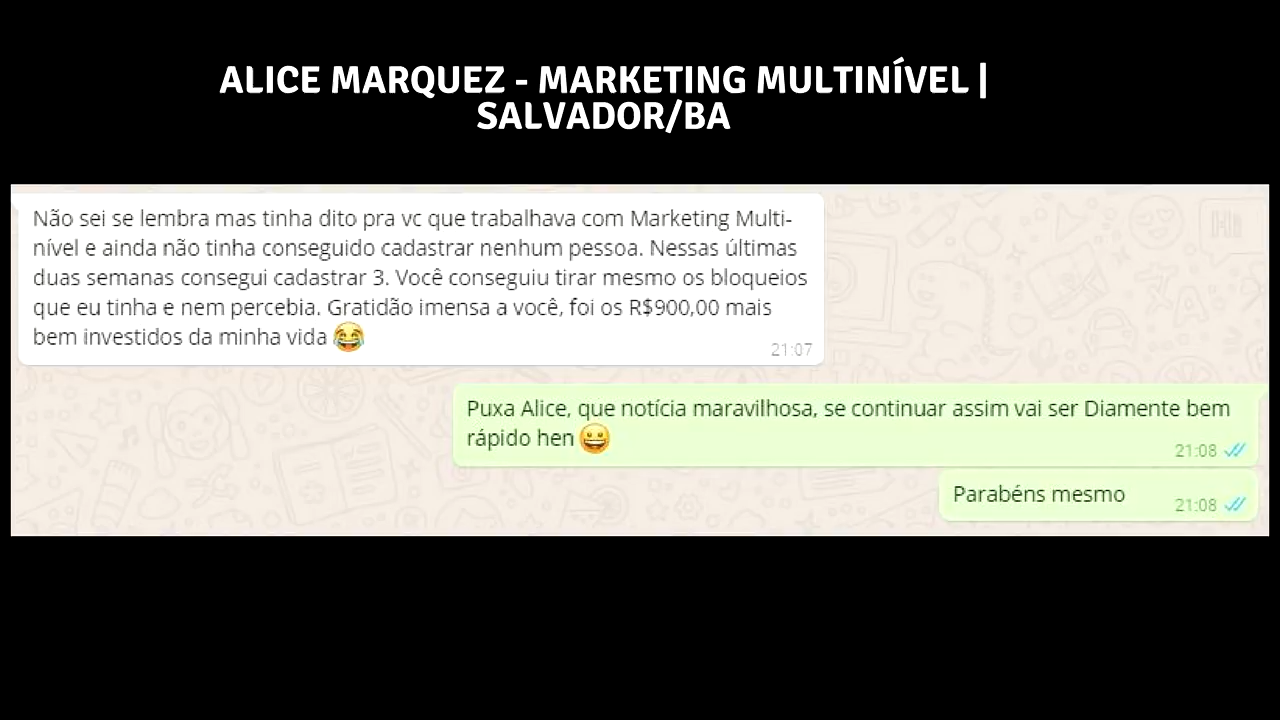 ALICE MARQUEZ - MARKETING MULTINÍVEL |
SALVADOR/BA
Não sei se lembra mas tinha dito pra vc que trabalhava com Marketing Multi-
nível e ainda não tinha conseguido cadastrar nenhum pessoa. Nessas últimas
duas semanas consegui cadastrar 3. Você conseguiu tirar mesmo os bloqueios
que eu tinha e nem percebia. Gratidão imensa a você, foi os R$900,00 mais
bem investidos da minha vida 😂
21:07
Puxa Alice, que notícia maravilhosa, se continuar assim vai ser Diamente bem
rápido hen 😀
21:08
Parabéns mesmo
21:08